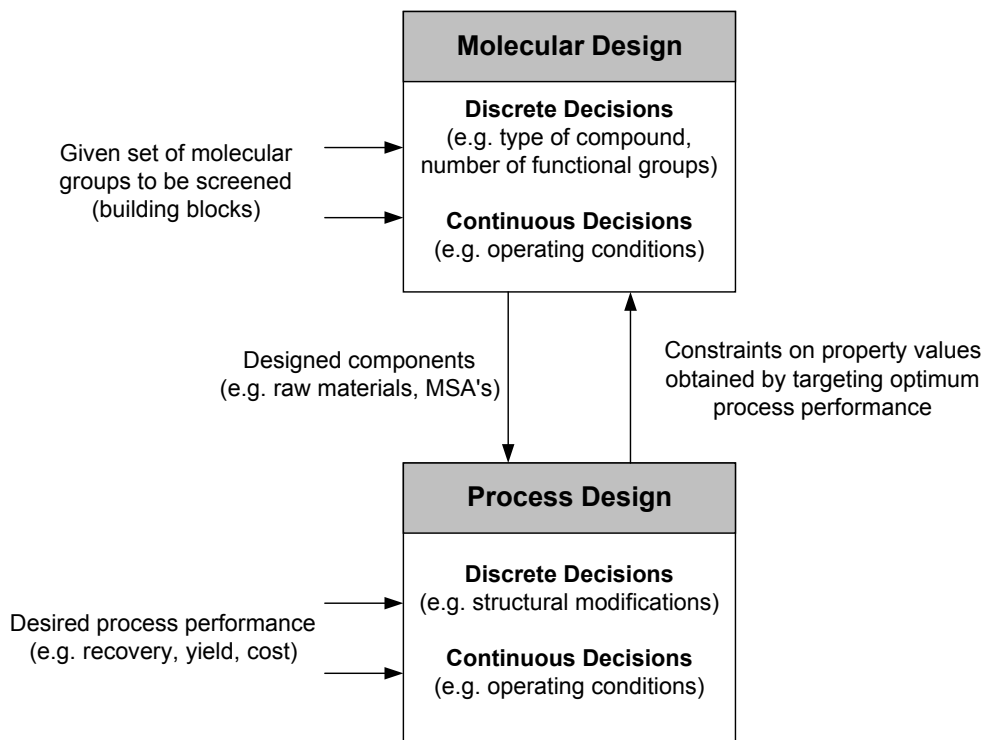 Molecular Design
Discrete Decisions
(e.g. type of compound,
number of functional groups)
Continuous Decisions
(e.g. operating conditions)
Given set of molecular
groups to be screened
(building blocks)
Designed components
(e.g. raw materials, MSA's)
Constraints on property values
obtained by targeting optimum
process performance
Process Design
Discrete Decisions
(e.g. structural modifications)
Continuous Decisions
(e.g. operating conditions)
Desired process performance
(e.g. recovery, yield, cost)